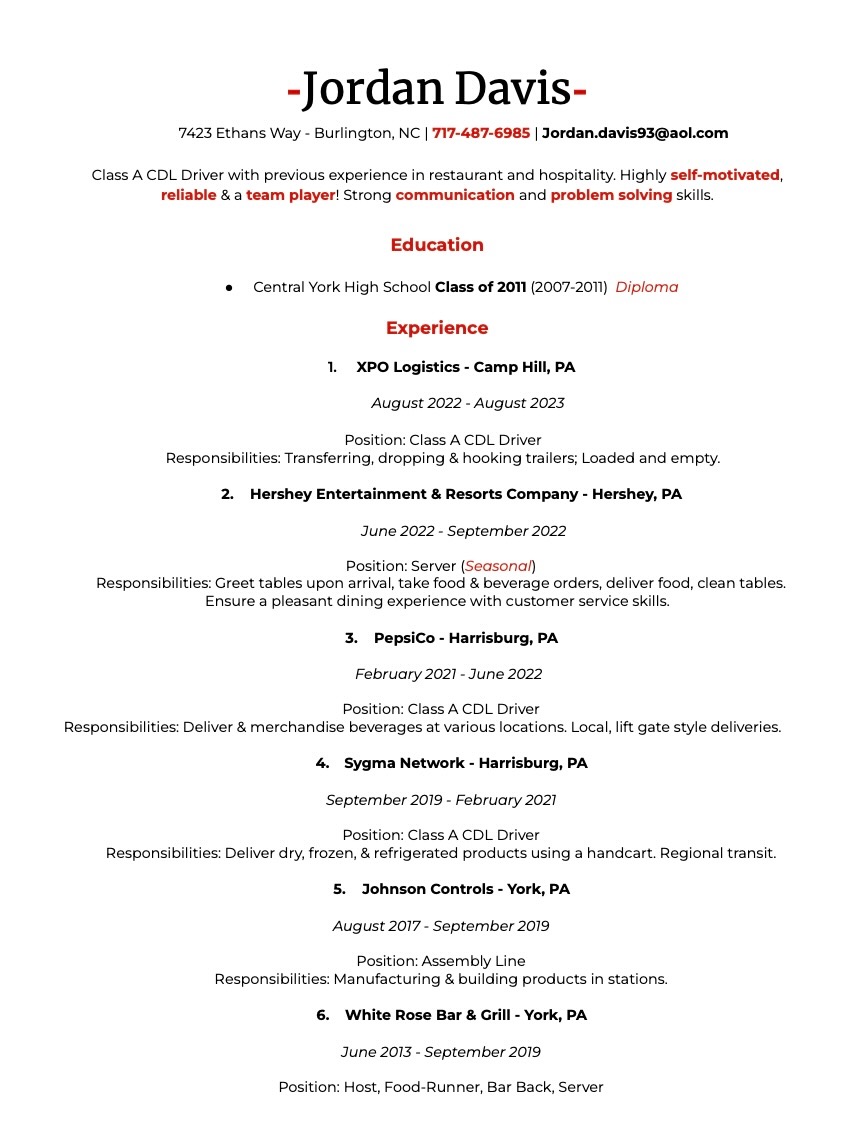 -Jordan Davis-
7423 Ethans Way - Burlington, NC | 717-487-6985 | Jordan.davis93@aol.com
Class A CDL Driver with previous experience in restaurant and hospitality. Highly self-motivated,
reliable & a team player! Strong communication and problem solving skills.
Education
● Central York High School Class of 2011 (2007-2011) Diploma
Experience
1. XPO Logistics - Camp Hill, PA
August 2022 - August 2023
Position: Class A CDL Driver
Responsibilities: Transferring, dropping & hooking trailers; Loaded and empty.
2. Hershey Entertainment & Resorts Company - Hershey, PA
June 2022 - September 2022
Position: Server (Seasonal)
Responsibilities: Greet tables upon arrival, take food & beverage orders, deliver food, clean tables.
Ensure a pleasant dining experience with customer service skills.
3. PepsiCo - Harrisburg, PA
February 2021 - June 2022
Position: Class A CDL Driver
Responsibilities: Deliver & merchandise beverages at various locations. Local, lift gate style deliveries.
4. Sygma Network - Harrisburg, PA
September 2019 - February 2021
Position: Class A CDL Driver
Responsibilities: Deliver dry, frozen, & refrigerated products using a handcart. Regional transit.
5. Johnson Controls - York, PA
August 2017 - September 2019
Position: Assembly Line
Responsibilities: Manufacturing & building products in stations.
6. White Rose Bar & Grill - York, PA
June 2013 - September 2019
Position: Host, Food-Runner, Bar Back, Server